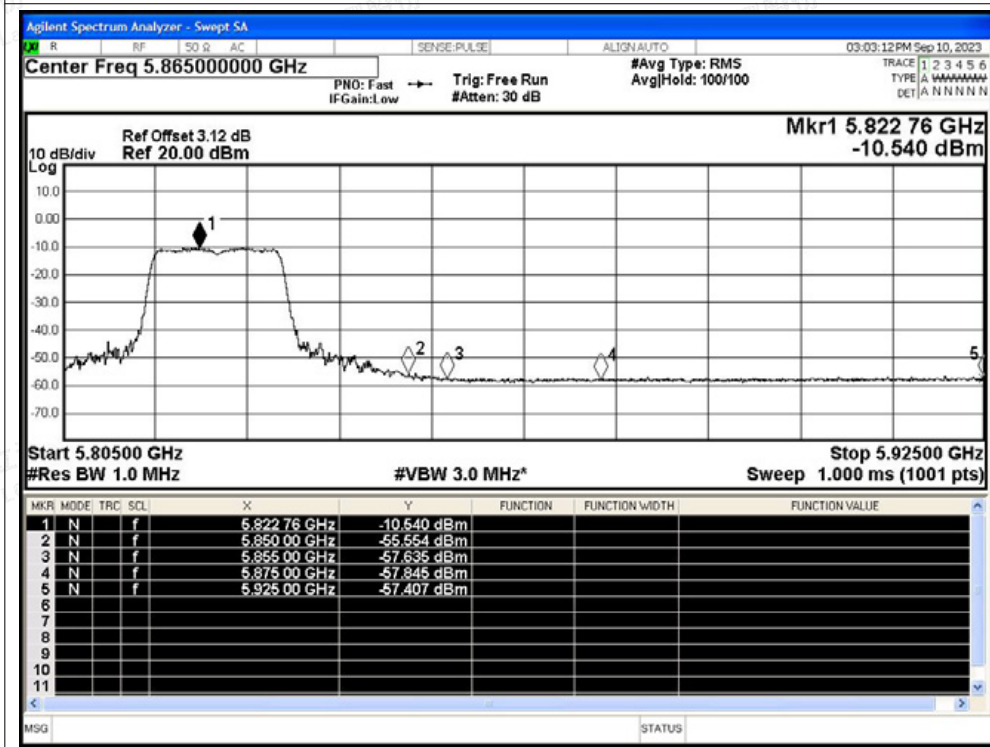 Agilent Spectrum Analyzer - Swept SA
R RF 50 Ω AC SENSE:PULSE ALIGN AUTO 03:03:12 PM Sep 10, 2023
Center Freq 5.865000000 GHz #Avg Type: RMS TRACE 1 2 3 4 5 6
PNO: Fast Trig: Free Run Avg|Hold: 100/100 TYPE A WWWWW
IFGain:Low #Atten: 30 dB DET A N N N N N
Mkr1 5.822 76 GHz
-10.540 dBm
Ref Offset 3.12 dB
10 dB/div Ref 20.00 dBm
Log
10.0
0.00
-10.0
-20.0
-30.0
-40.0
-50.0
-60.0
-70.0
1
2 3 4 5
Start 5.80500 GHz Stop 5.92500 GHz
#Res BW 1.0 MHz #VBW 3.0 MHz* Sweep 1.000 ms (1001 pts)
MKR MODE TRC SCL X Y FUNCTION FUNCTION WIDTH FUNCTION VALUE
1 N f 5.822 76 GHz -10.540 dBm
2 N f 5.850 00 GHz -55.554 dBm
3 N f 5.855 00 GHz -57.635 dBm
4 N f 5.875 00 GHz -57.845 dBm
5 N f 5.925 00 GHz -57.407 dBm
6
7
8
9
10
11
MSG STATUS